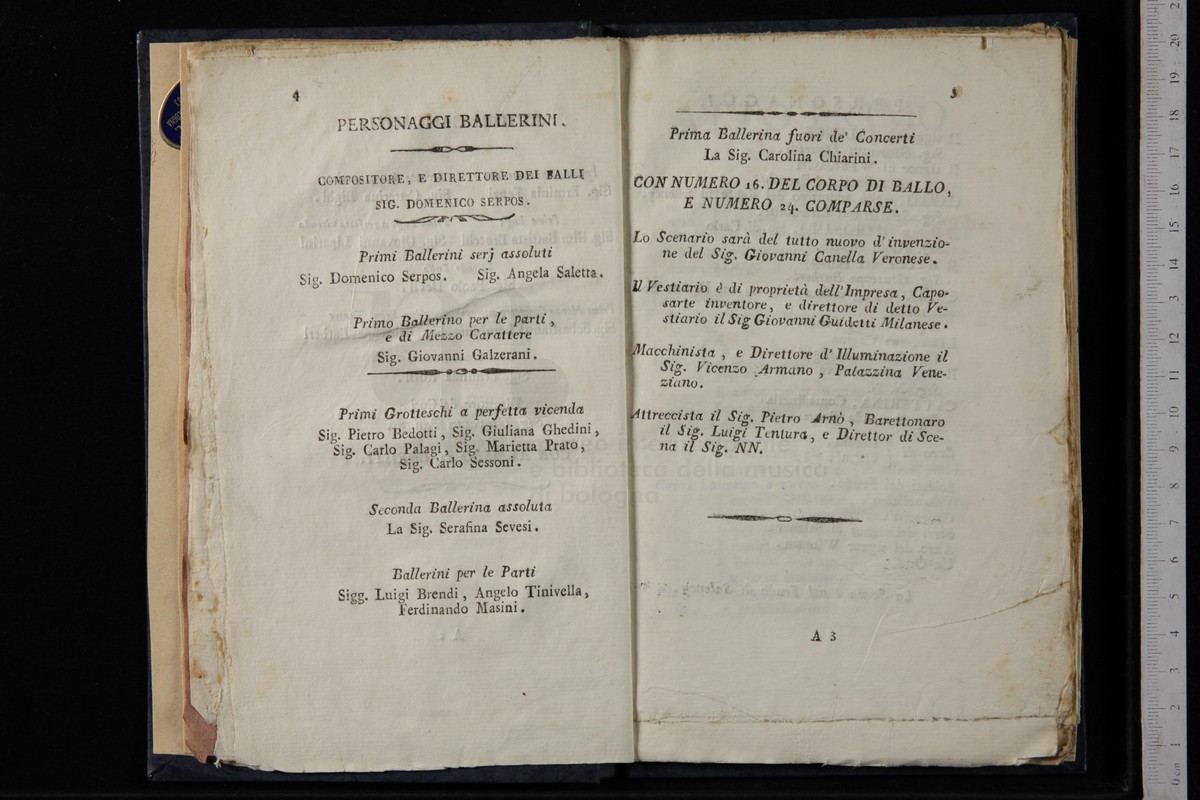 4
PERSONAGGI BALLERINI.
COMPOSITORE, E DIRETTORE DEI BALLI
SIG. DOMENICO SERPOS.
Primi Ballerini serj assoluti
Sig. Domenico Serpos. Sig. Angela Saletta.
Primo Ballerino per le parti,
e di Mezzo Carattere
Sig. Giovanni Galzerani.
Primi Grotteschi a perfetta vicenda
Sig. Pietro Bedotti, Sig. Giuliana Ghedini,
Sig. Carlo Palagi, Sig. Marietta Prato,
Sig. Carlo Sessoni.
Seconda Ballerina assoluta
La Sig. Serafina Sevesi.
Ballerini per le Parti
Sigg. Luigi Brendi, Angelo Tinivella,
Ferdinando Masini.
5
Prima Ballerina fuori de' Concerti
La Sig. Carolina Chiarini.
CON NUMERO 16. DEL CORPO DI BALLO,
E NUMERO 24. COMPARSE.
Lo Scenario sarà del tutto nuovo d'invenzio-
ne del Sig. Giovanni Canella Veronese.
Il Vestiario è di proprietà dell'Impresa, Capo-
sarte inventore, e direttore di detto Ve-
stiario il Sig Giovanni Guidetti Milanese.
Macchinista, e Direttore d'Illuminazione il
Sig. Vicenzo Armano, Palazzina Vene-
ziano.
Attreccista il Sig. Pietro Arnò, Barettonaro
il Sig. Luigi Tentura, e Direttor di Sce-
na il Sig. NN.
e biblioteca della musica
di bologna
A 3